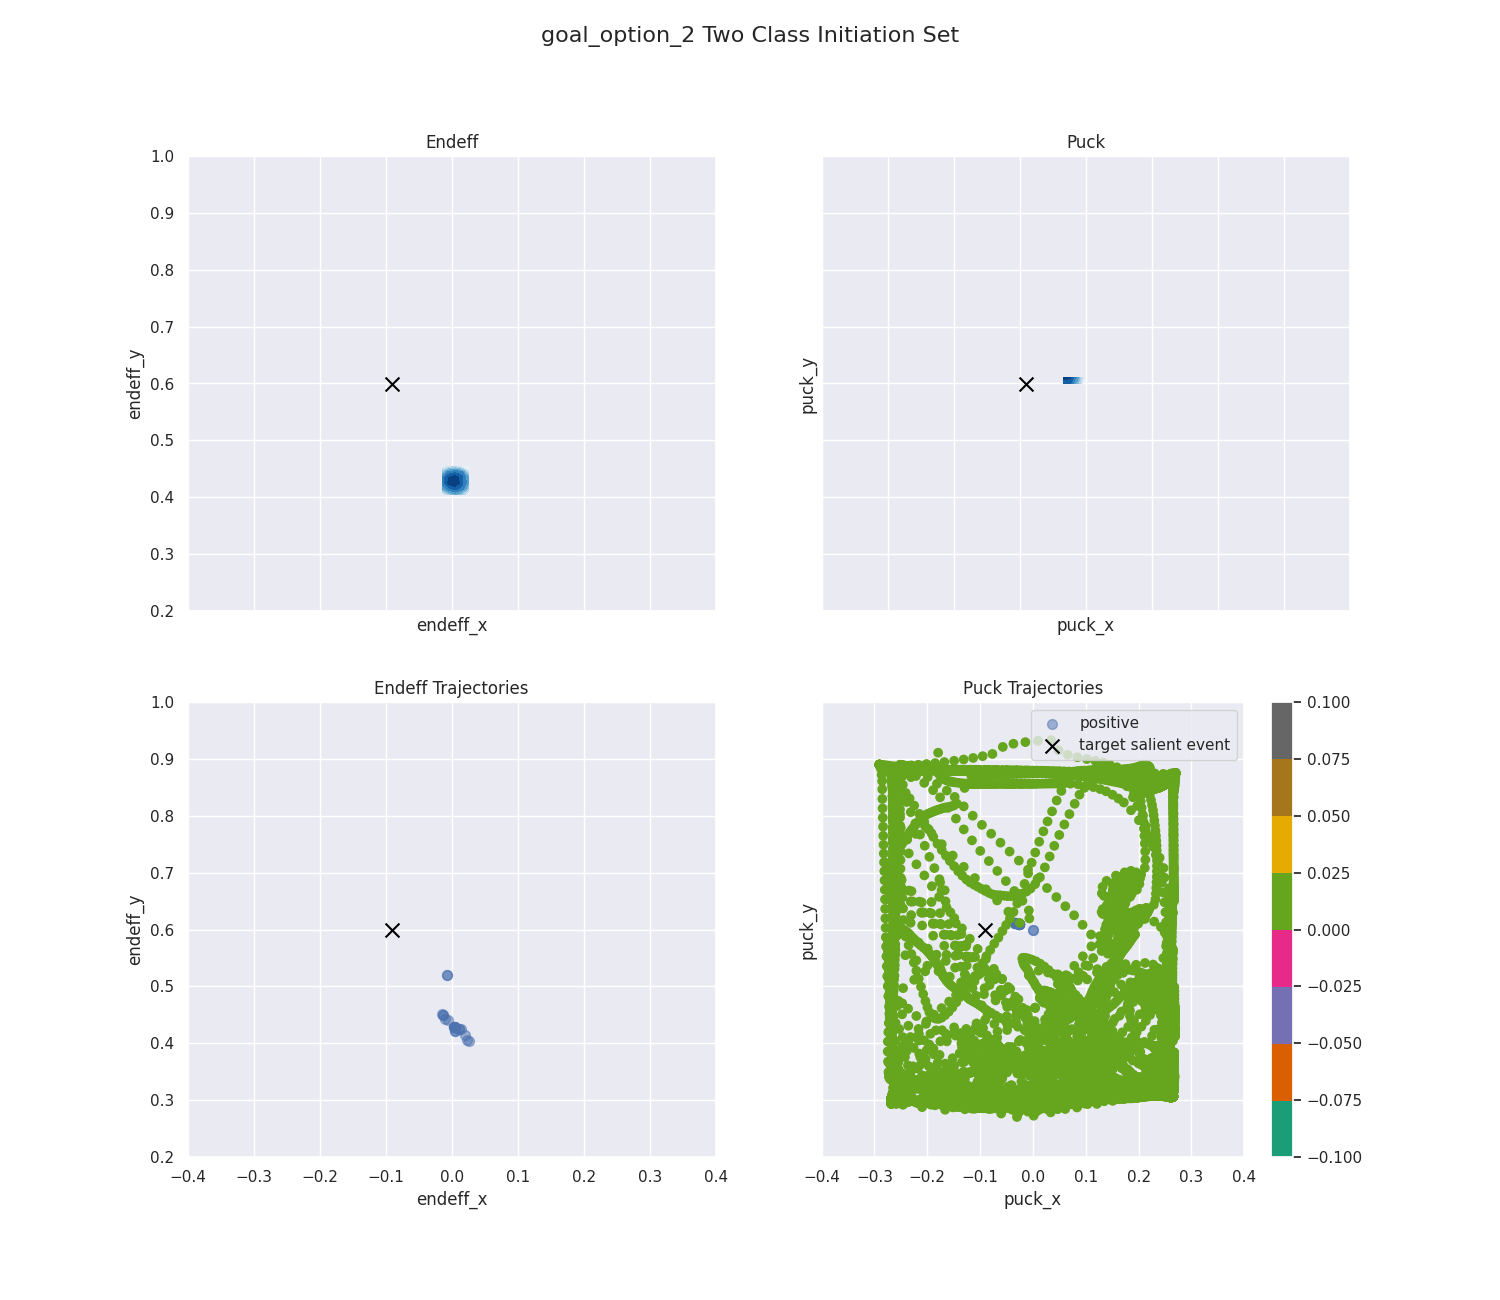 goal_option_2 Two Class Initiation Set
Endeff
1.0
0.9
0.8
0.7
0.6
0.5
0.4
0.3
0.2
endeff_y
endeff_x
Puck
puck_y
puck_x
Endeff Trajectories
1.0
0.9
0.8
0.7
0.6
0.5
0.4
0.3
0.2
endeff_y
−0.4 −0.3 −0.2 −0.1 0.0 0.1 0.2 0.3 0.4
endeff_x
Puck Trajectories
positive
target salient event
puck_y
−0.4 −0.3 −0.2 −0.1 0.0 0.1 0.2 0.3 0.4
puck_x
0.100
0.075
0.050
0.025
0.000
−0.025
−0.050
−0.075
−0.100